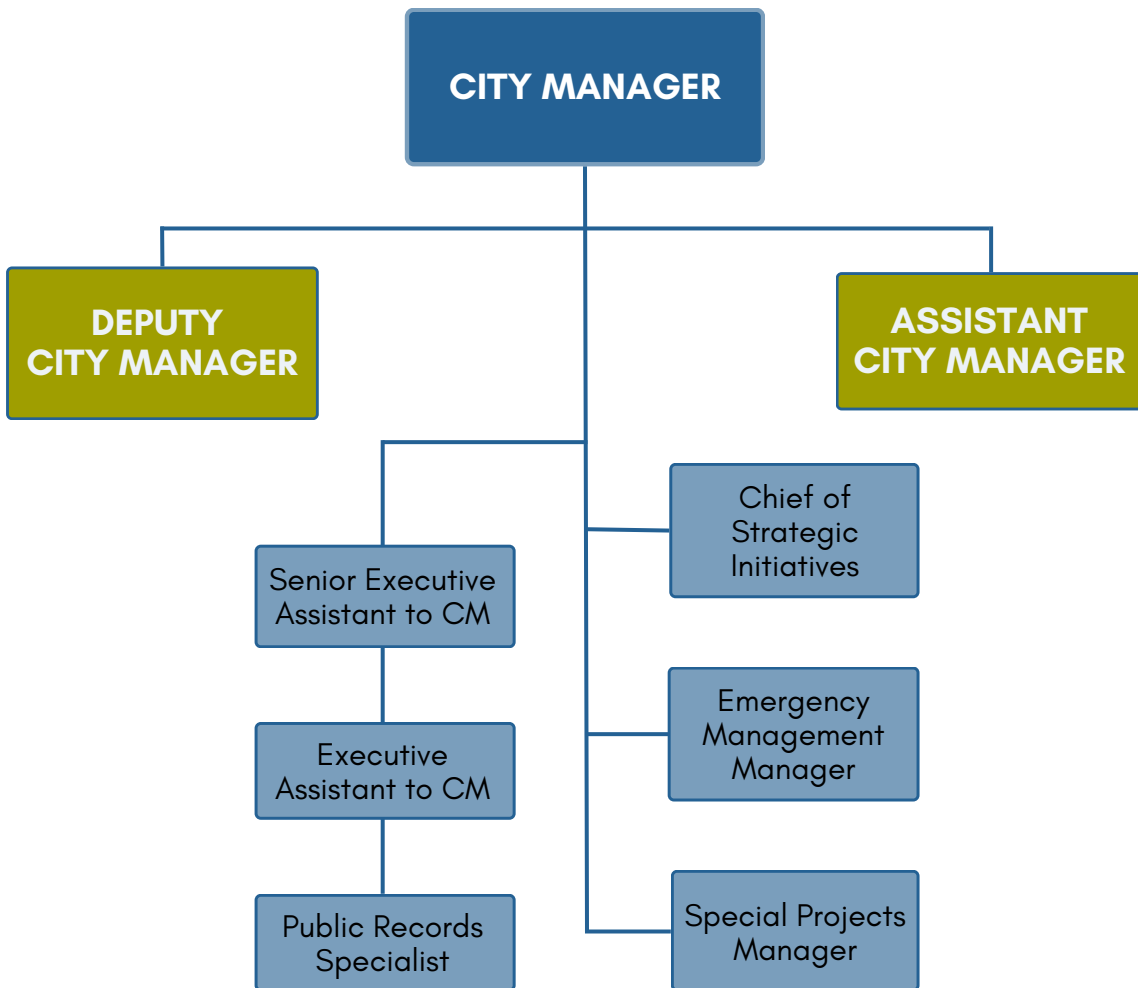 CITY MANAGER
DEPUTY
CITY MANAGER
ASSISTANT
CITY MANAGER
Chief of
Strategic
Initiatives
Senior Executive
Assistant to CM
Emergency
Management
Manager
Executive
Assistant to CM
Special Projects
Manager
Public Records
Specialist